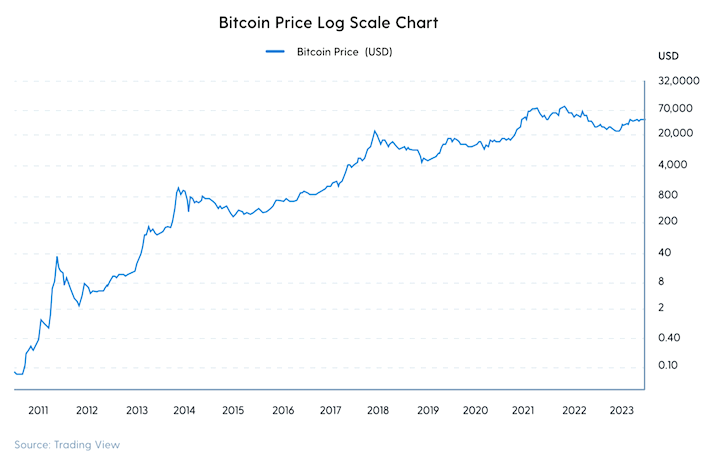 Bitcoin Price Log Scale Chart
Bitcoin Price (USD)
USD
32,0000
70,000
20,000
4,000
800
200
40
8
2
0.40
0.10
2011 2012 2013 2014 2015 2016 2017 2018 2019 2020 2021 2022 2023
Source: Trading View